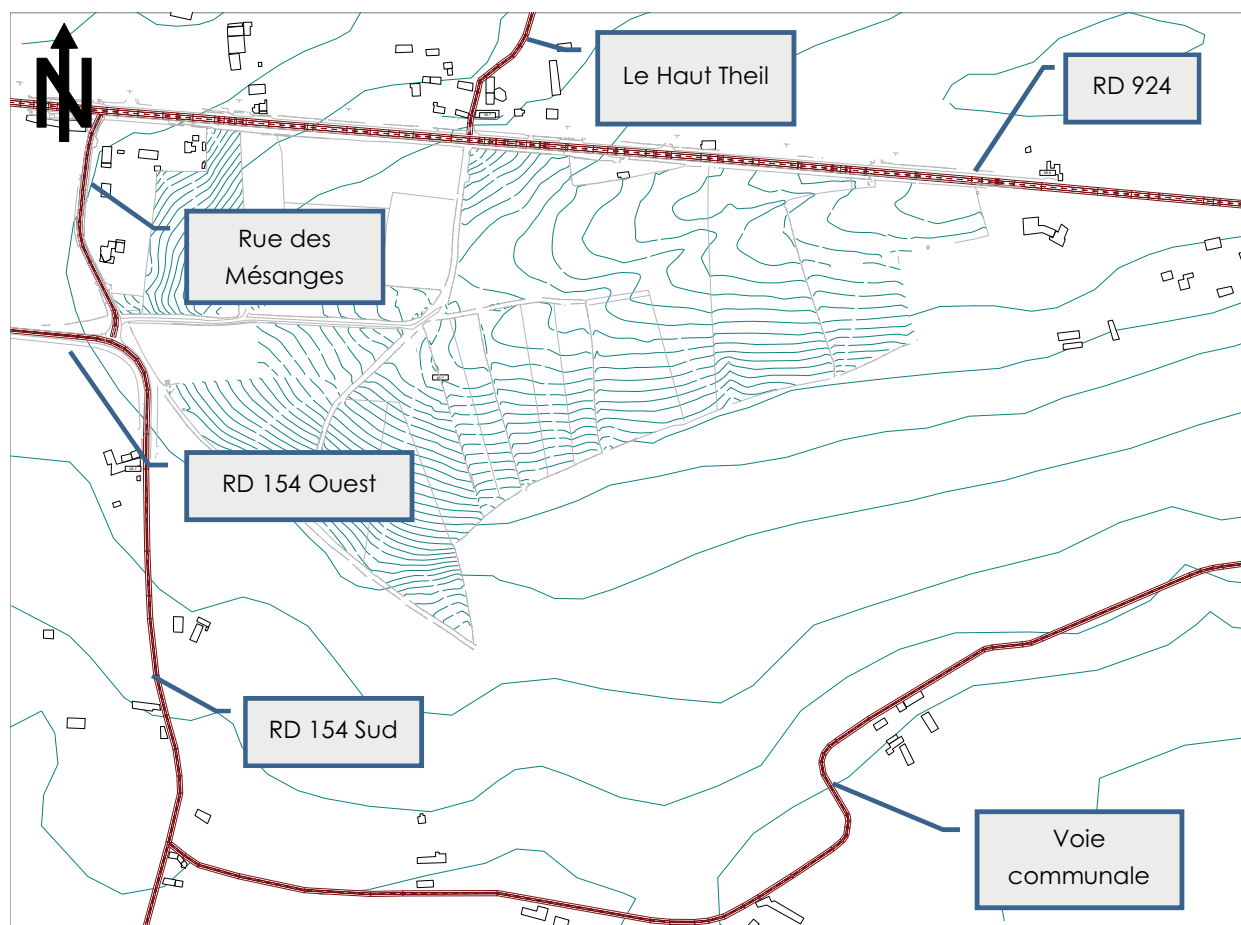 N
Le Haut Theil
RD 924
Rue des
Mésanges
RD 154 Ouest
RD 154 Sud
Voie
communale